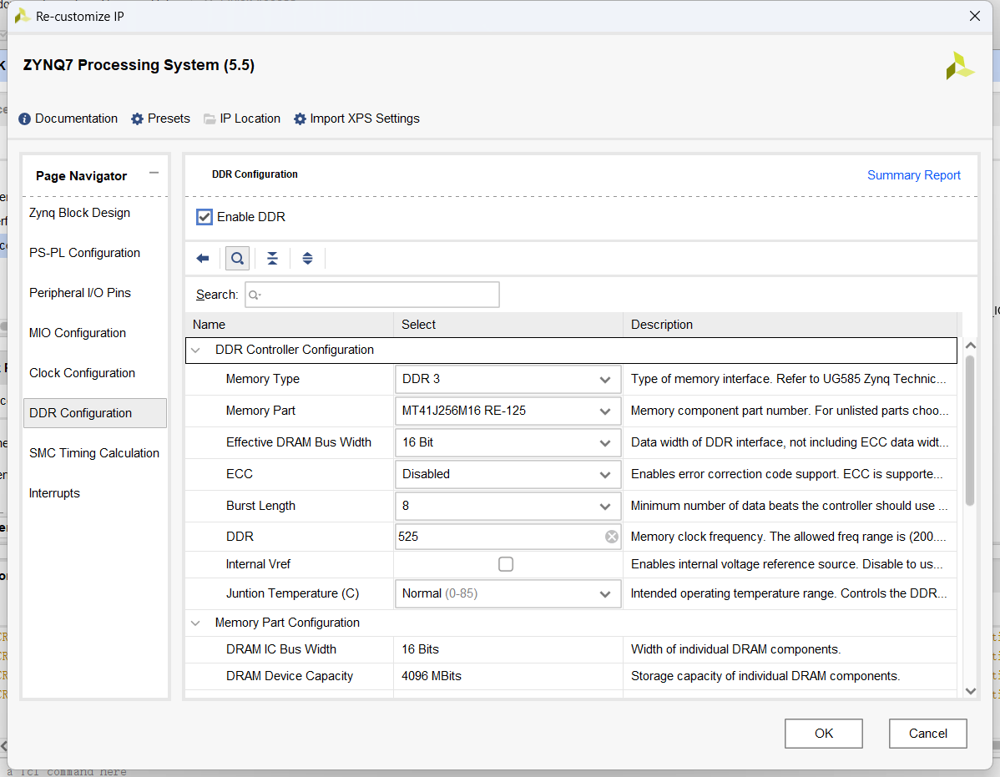 Re-customize IP
ZYNQ7 Processing System (5.5)
Documentation Presets IP Location Import XPS Settings
Page Navigator
Zynq Block Design
PS-PL Configuration
Peripheral I/O Pins
MIO Configuration
Clock Configuration
DDR Configuration
SMC Timing Calculation
Interrupts
DDR Configuration Summary Report
Enable DDR
Search:
Name Select Description
DDR Controller Configuration
Memory Type DDR 3 Type of memory interface. Refer to UG585 Zynq Technic...
Memory Part MT41J256M16 RE-125 Memory component part number. For unlisted parts choo...
Effective DRAM Bus Width 16 Bit Data width of DDR interface, not including ECC data widt...
ECC Disabled Enables error correction code support. ECC is supporte...
Burst Length 8 Minimum number of data beats the controller should use ...
DDR 525 Memory clock frequency. The allowed freq range is (200....
Internal Vref Enables internal voltage reference source. Disable to us...
Juntion Temperature (C) Normal (0-85) Intended operating temperature range. Controls the DDR...
Memory Part Configuration
DRAM IC Bus Width 16 Bits Width of individual DRAM components.
DRAM Device Capacity 4096 MBits Storage capacity of individual DRAM components.
OK Cancel
a Tcl command here